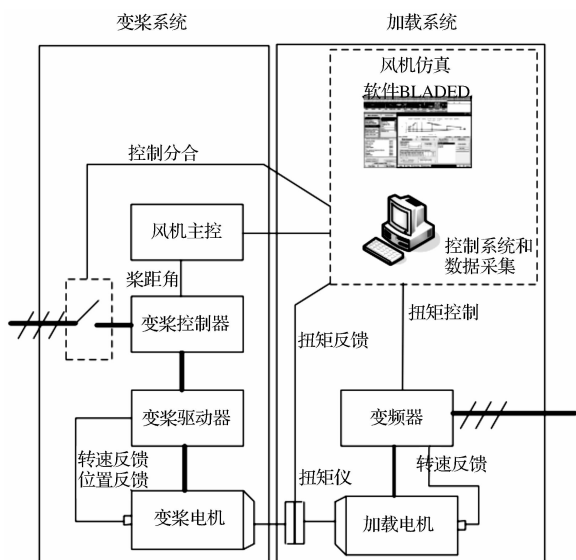 变桨系统
加载系统
风机仿真
软件BLADED
控制分合
风机主控
控制系统和
数据采集
桨距角
变桨控制器
扭矩控制
扭矩反馈
变桨驱动器
变频器
转速反馈
位置反馈
转速反馈
扭矩仪
变桨电机
加载电机